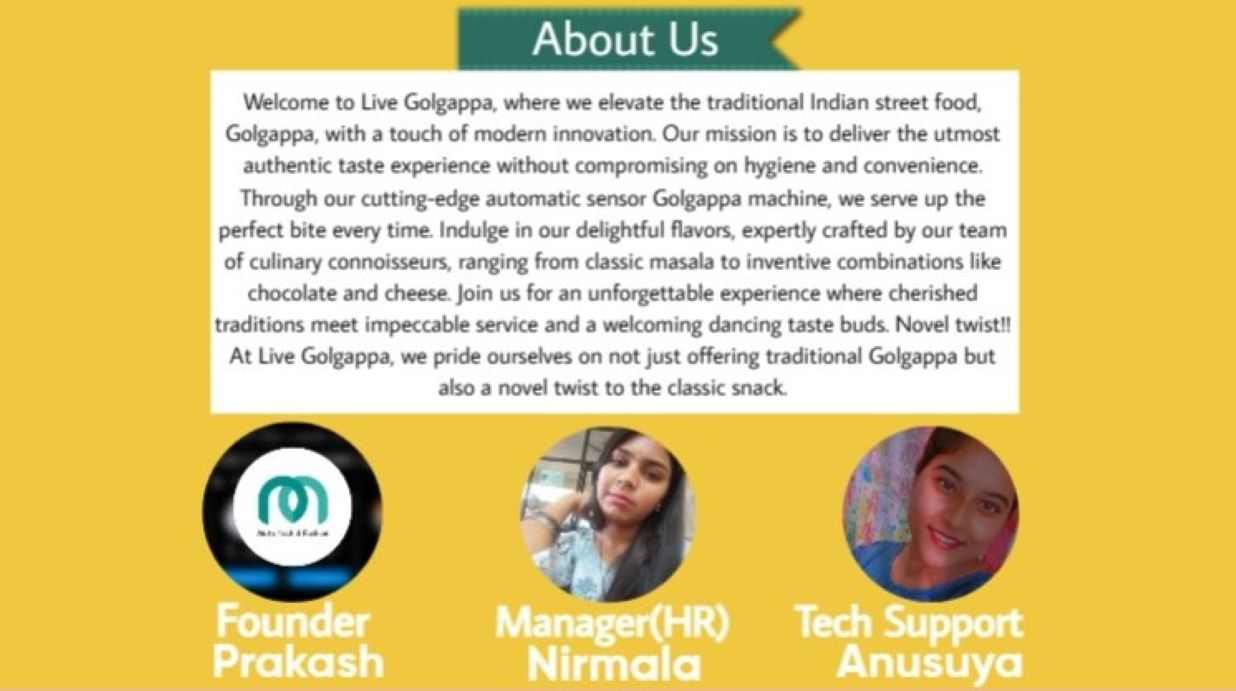 About Us
Welcome to Live Golgappa, where we elevate the traditional Indian street food,
Golgappa, with a touch of modern innovation. Our mission is to deliver the utmost
authentic taste experience without compromising on hygiene and convenience.
Through our cutting-edge automatic sensor Golgappa machine, we serve up the
perfect bite every time. Indulge in our delightful flavors, expertly crafted by our team
of culinary connoisseurs, ranging from classic masala to inventive combinations like
chocolate and cheese. Join us for an unforgettable experience where cherished
traditions meet impeccable service and a welcoming dancing taste buds. Novel twist!!
At Live Golgappa, we pride ourselves on not just offering traditional Golgappa but
also a novel twist to the classic snack.
Founder
Prakash
Manager(HR)
Nirmala
Tech Support
Anusuya